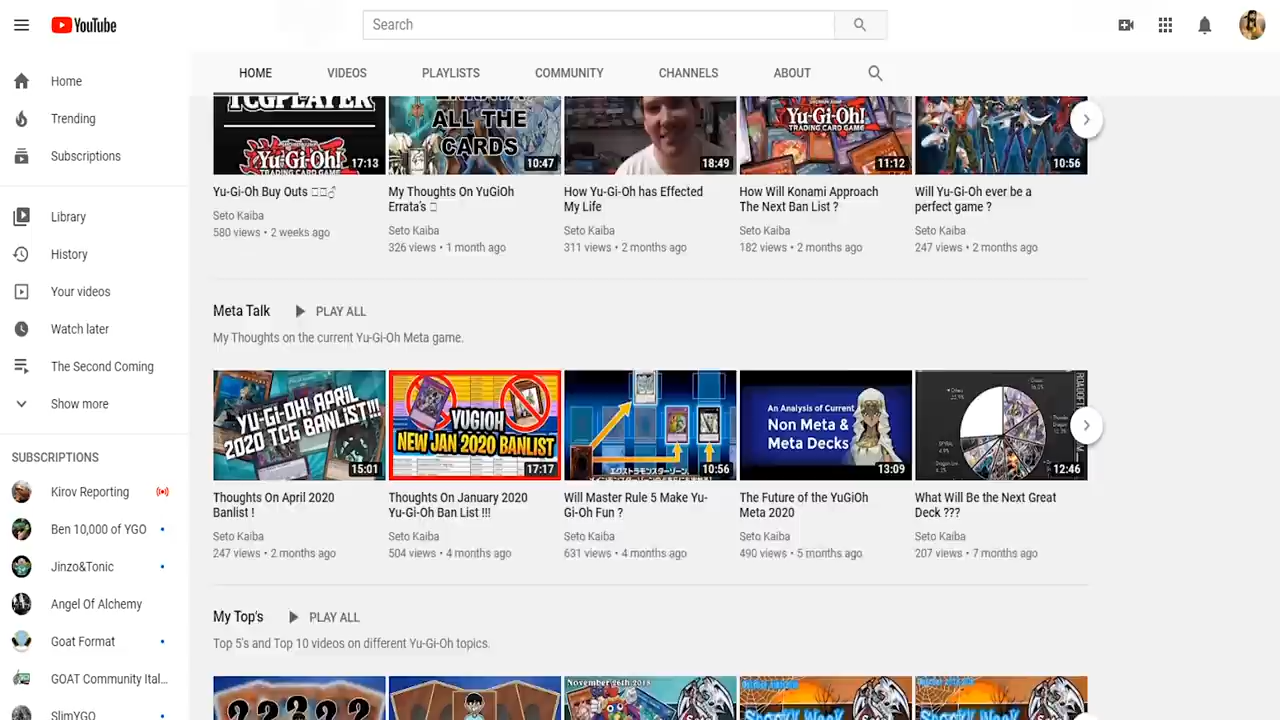 YouTube
Search
HOME
VIDEOS
PLAYLISTS
COMMUNITY
CHANNELS
ABOUT
Home
Trending
Subscriptions
Library
History
Your videos
Watch later
The Second Coming
Show more
SUBSCRIPTIONS
Kirov Reporting
Ben 10,000 of YGO
Jinzo&Tonic
Angel Of Alchemy
Goat Format
GOAT Community Ital...
SlimYGO
TCGPLAYER
Yu-Gi-Oh!
17:13
Yu-Gi-Oh Buy Outs
Seto Kaiba
580 views • 2 weeks ago
ALL THE
CARDS
10:47
My Thoughts On YuGiOh
Errata's
Seto Kaiba
326 views • 1 month ago
18:49
How Yu-Gi-Oh has Effected
My Life
Seto Kaiba
311 views • 2 months ago
Yu-Gi-Oh!
TRADING CARD GAME
11:12
How Will Konami Approach
The Next Ban List ?
Seto Kaiba
182 views • 2 months ago
10:56
Will Yu-Gi-Oh ever be a
perfect game ?
Seto Kaiba
247 views • 2 months ago
Meta Talk
PLAY ALL
My Thoughts on the current Yu-Gi-Oh Meta game.
YU-GI-OH! APRIL
2020 TCG BANLIST!!!
15:01
Thoughts On April 2020
Banlist !
Seto Kaiba
247 views • 2 months ago
YUGIOH
NEW JAN 2020 BANLIST
17:17
Thoughts On January 2020
Yu-Gi-Oh Ban List !!!
Seto Kaiba
504 views • 4 months ago
10:56
Will Master Rule 5 Make Yu-
Gi-Oh Fun ?
Seto Kaiba
631 views • 4 months ago
An Analysis of Current
Non Meta &
Meta Decks
13:09
The Future of the YuGiOh
Meta 2020
Seto Kaiba
490 views • 5 months ago
12:46
What Will Be the Next Great
Deck ???
Seto Kaiba
207 views • 7 months ago
My Top's
PLAY ALL
Top 5's and Top 10 videos on different Yu-Gi-Oh topics.
November 26th 2018